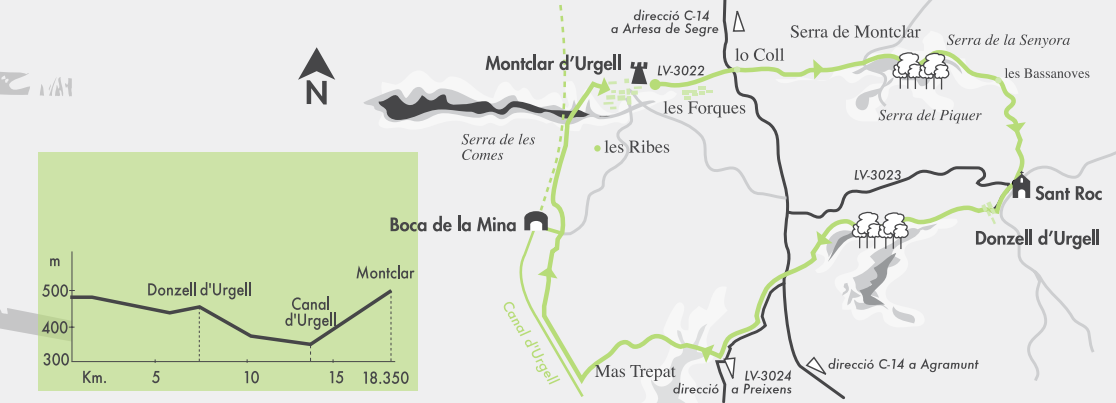 direcció C-14
a Artesa de Segre
Serra de Montclar
Serra de la Senyora
lo Coll
Montclar d'Urgell
LV-3022
les Bassanoves
N
les Forques
Serra del Piquer
Serra de les
Comes
les Ribes
LV-3023
Sant Roc
Boca de la Mina
Donzell d'Urgell
m
500
400
300
Donzell d'Urgell
Canal
d'Urgell
Montclar
Km.
5
10
15
18.350
Canal d'Urgell
Mas Trepat
LV-3024
direcció
a Preixens
direcció C-14 a Agramunt